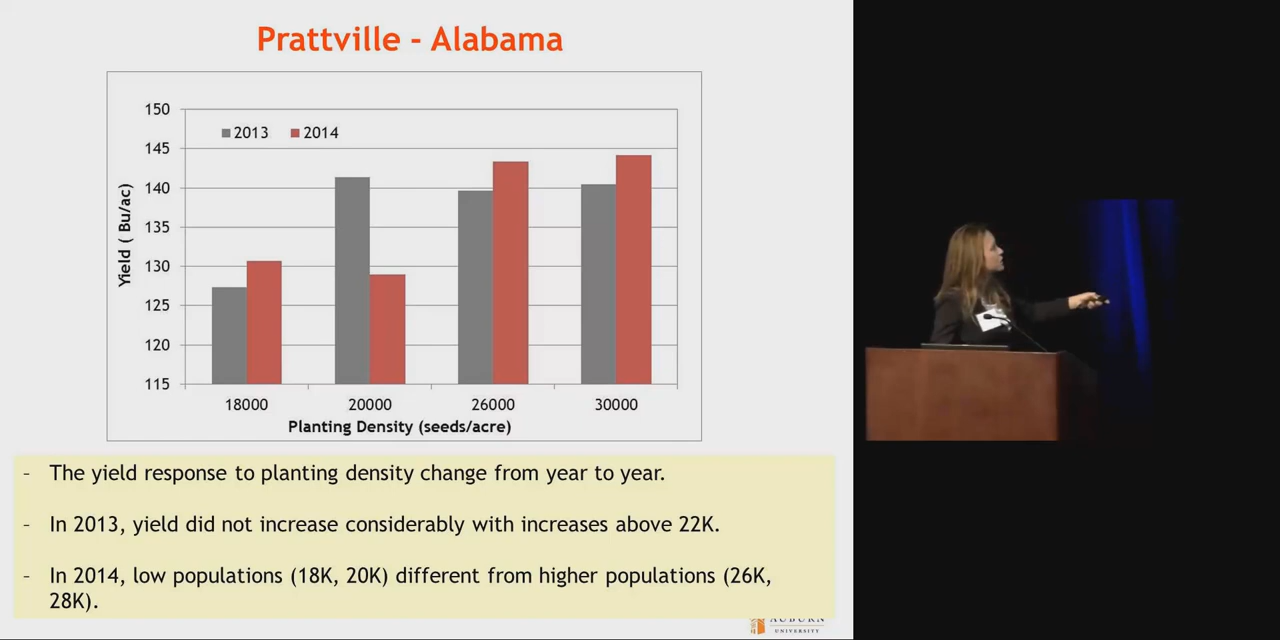 Prattville - Alabama
150
2013 2014
145
140
135
130
125
120
115
Yield ( Bu/ac)
18000 20000 26000 30000
Planting Density (seeds/acre)
- The yield response to planting density change from year to year.
- In 2013, yield did not increase considerably with increases above 22K.
- In 2014, low populations (18K, 20K) different from higher populations (26K,
28K).
AUBURN
UNIVERSITY